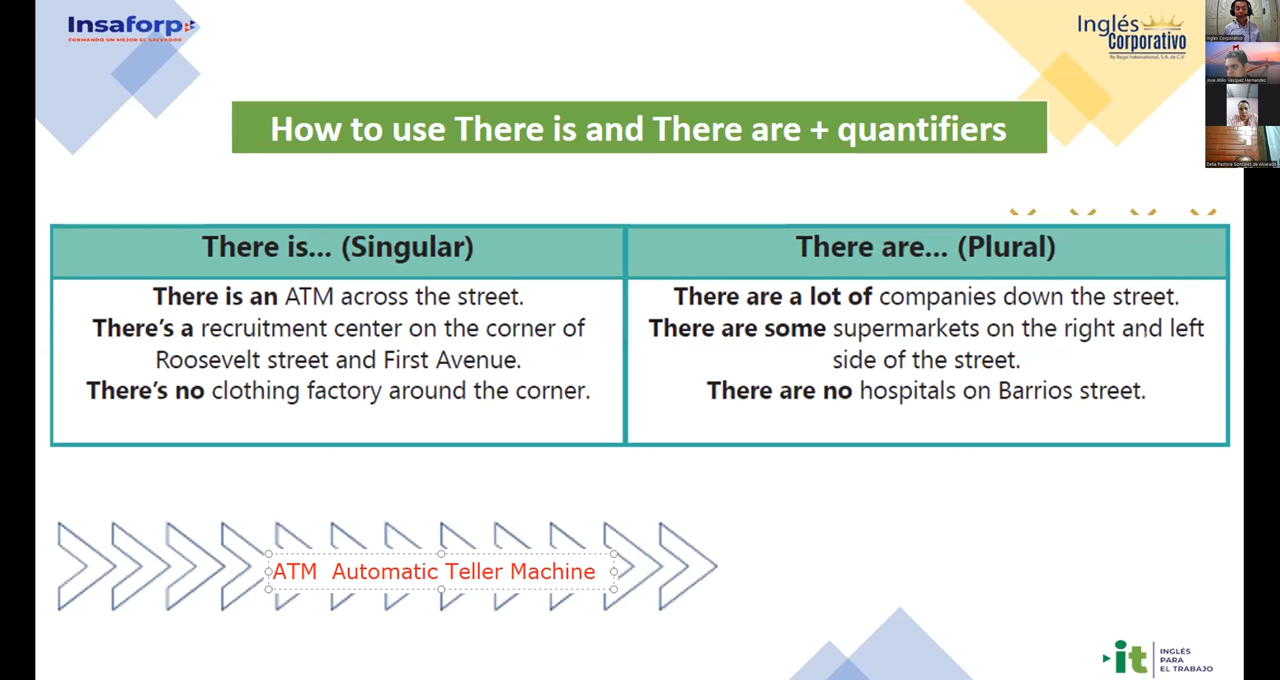 Insaforp
FORMANDO UN MEJOR EL SALVADOR
Inglés
Corporativo
By Regal International, S.A. de C.V.
Inglés Corporativo
How to use There is and There are + quantifiers
There is... (Singular)
There is an ATM across the street.
There's a recruitment center on the corner of
Roosevelt street and First Avenue.
There's no clothing factory around the corner.
There are... (Plural)
There are a lot of companies down the street.
There are some supermarkets on the right and left
side of the street.
There are no hospitals on Barrios street.
ATM  Automatic Teller Machine
it
INGLÉS
PARA
EL TRABAJO